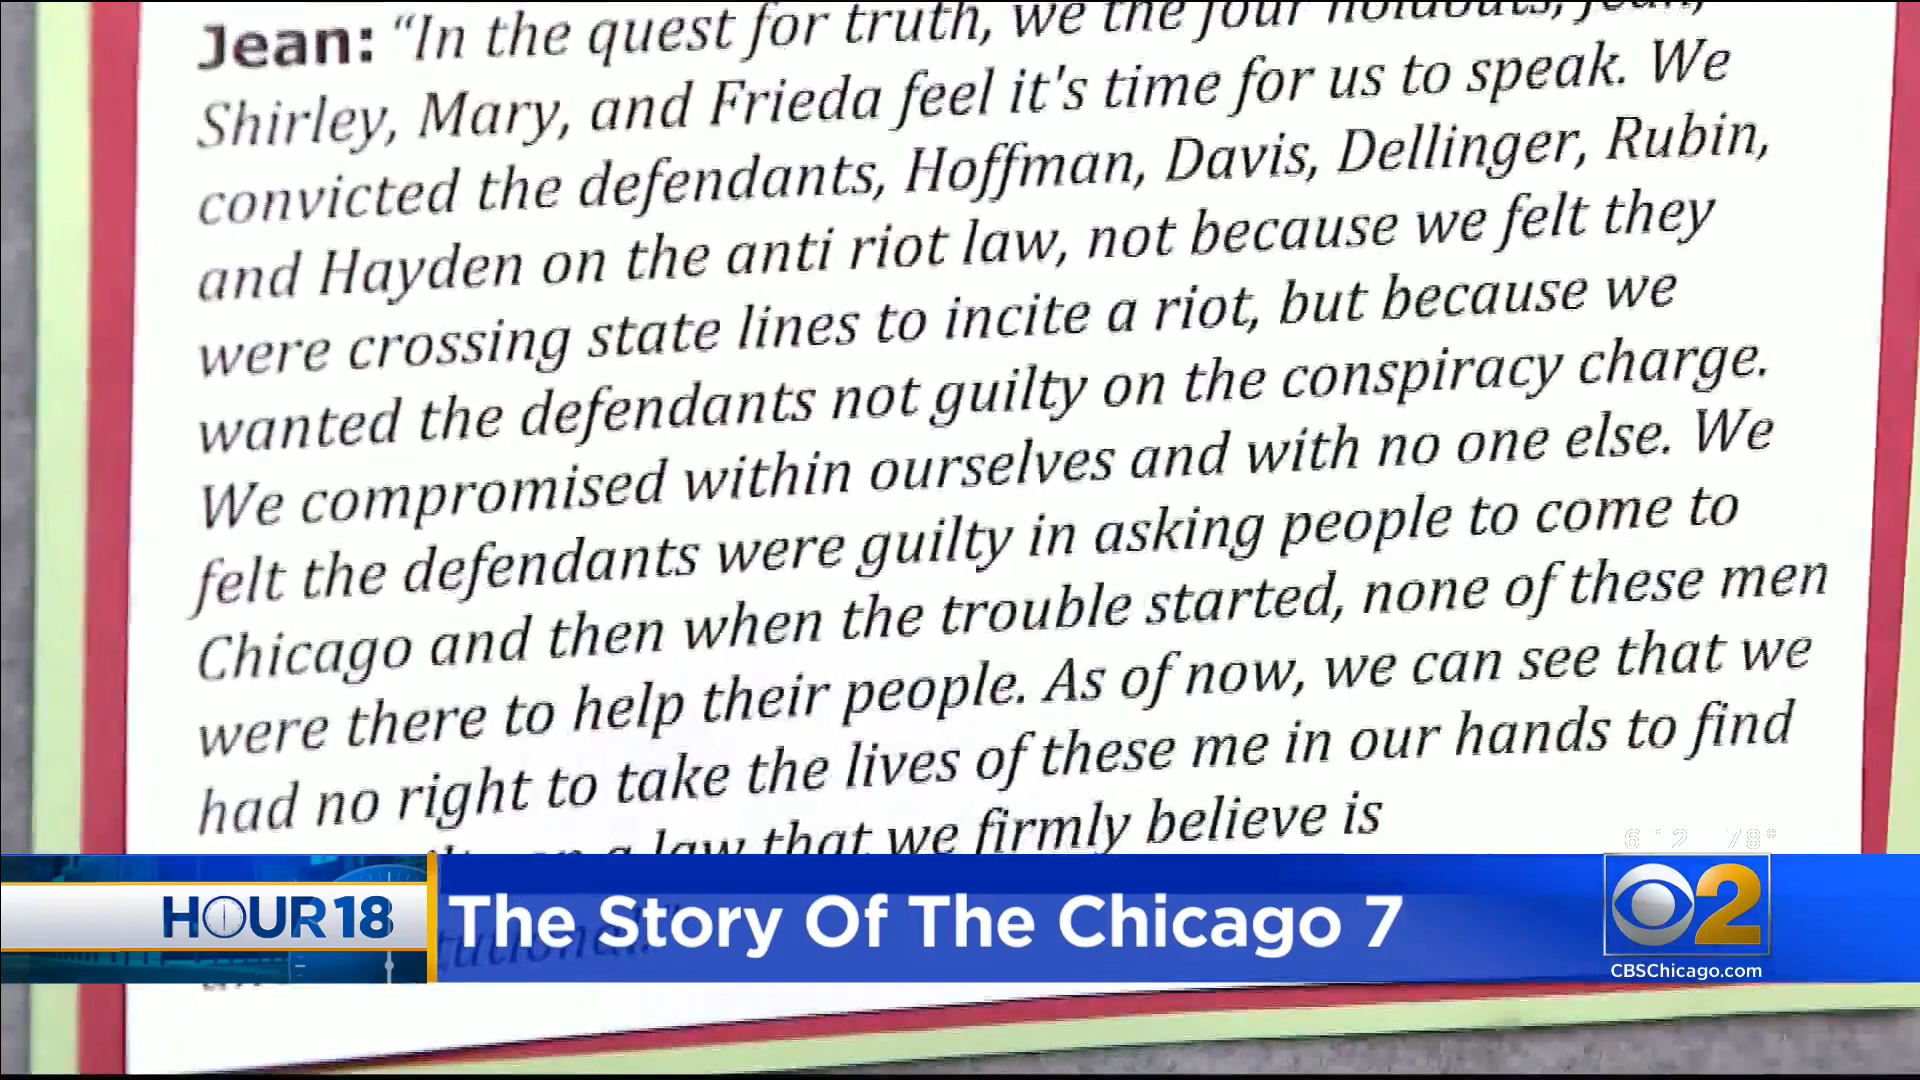 Jean: “In the quest for truth, we the four holdouts, Jean,
Shirley, Mary, and Frieda feel it's time for us to speak. We
convicted the defendants, Hoffman, Davis, Dellinger, Rubin,
and Hayden on the anti riot law, not because we felt they
were crossing state lines to incite a riot, but because we
wanted the defendants not guilty on the conspiracy charge.
We compromised within ourselves and with no one else. We
felt the defendants were guilty in asking people to come to
Chicago and then when the trouble started, none of these men
were there to help their people. As of now, we can see that we
had no right to take the lives of these me in our hands to find
a law that we firmly believe is
6:12 78°
HOUR18
The Story Of The Chicago 7
2
CBSChicago.com